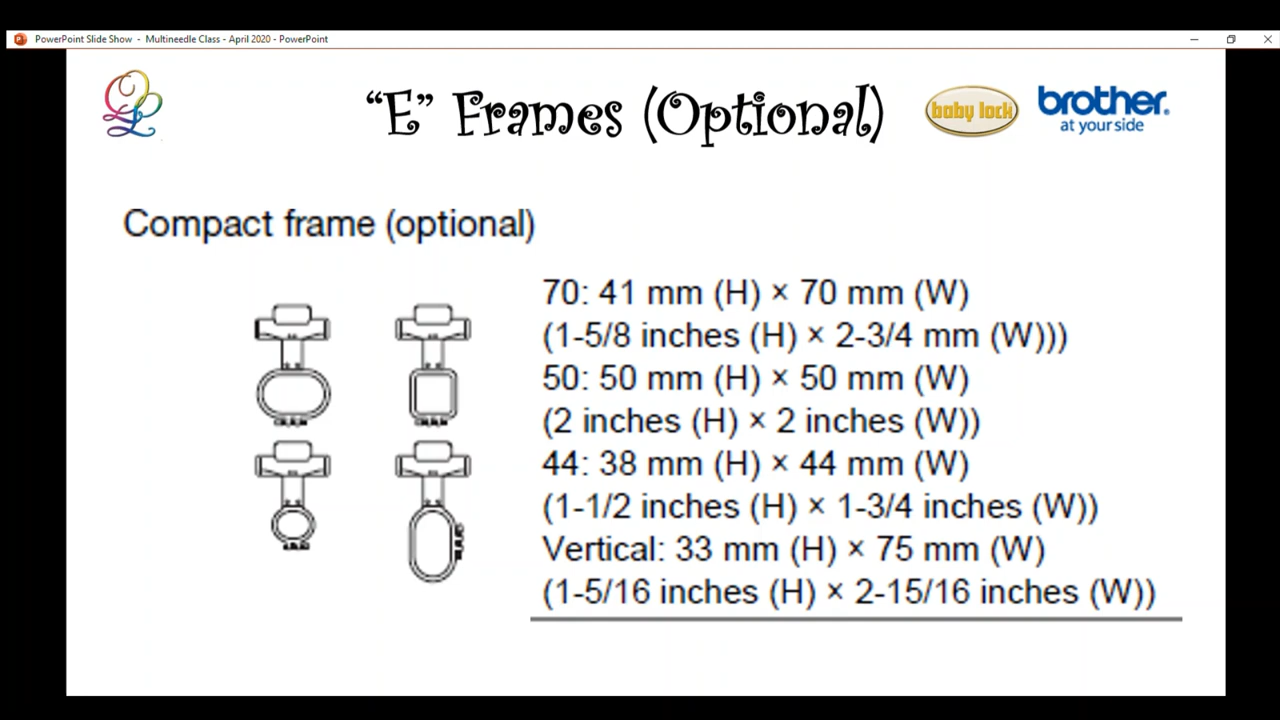 PowerPoint Slide Show - Multineedle Class - April 2020 - PowerPoint
"E" Frames (Optional)
baby lock
brother
at your side
Compact frame (optional)
70: 41 mm (H) × 70 mm (W)
(1-5/8 inches (H) × 2-3/4 mm (W)))
50: 50 mm (H) × 50 mm (W)
(2 inches (H) × 2 inches (W))
44: 38 mm (H) × 44 mm (W)
(1-1/2 inches (H) × 1-3/4 inches (W))
Vertical: 33 mm (H) × 75 mm (W)
(1-5/16 inches (H) × 2-15/16 inches (W))